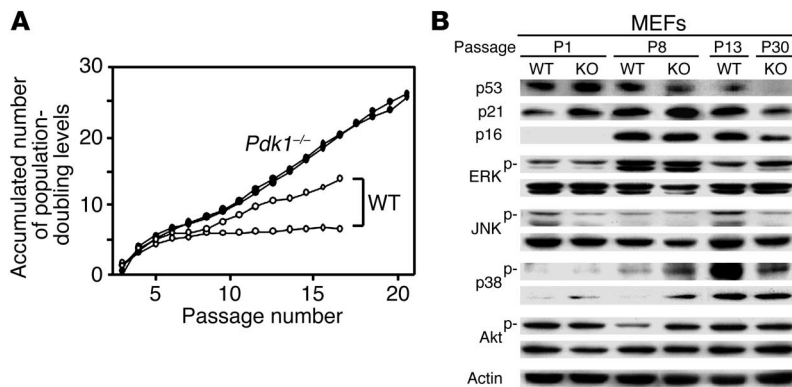 A
Accumulated number
of population-
doubling levels
30
20
10
0
Pdk1–/–
WT
5
10
15
20
Passage number
B
MEFs
Passage P1 P8 P13 P30
WT KO WT KO WT KO
p53
p21
p16
p-
ERK
p-
JNK
p-
p38
p-
Akt
Actin